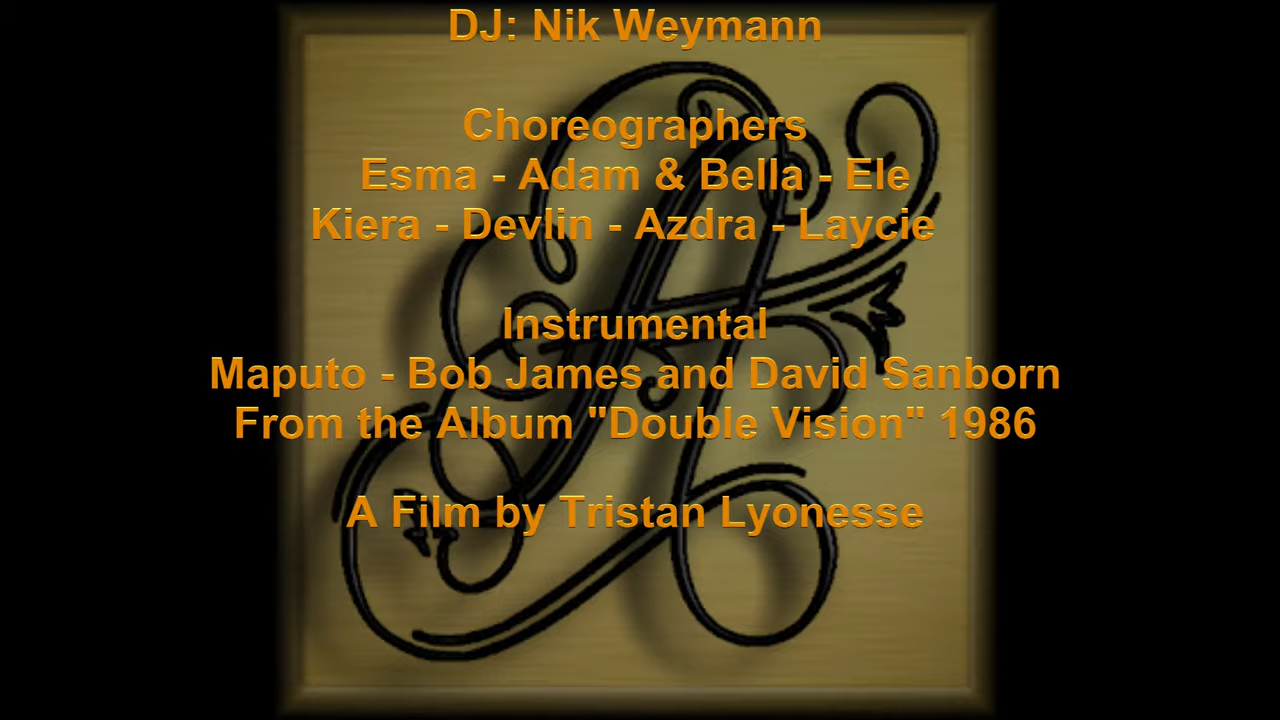 DJ: Nik Weymann
Choreographers
Esma - Adam & Bella - Ele
Kiera - Devlin - Azdra - Laycie
Instrumental
Maputo - Bob James and David Sanborn
From the Album "Double Vision" 1986
A Film by Tristan Lyonesse